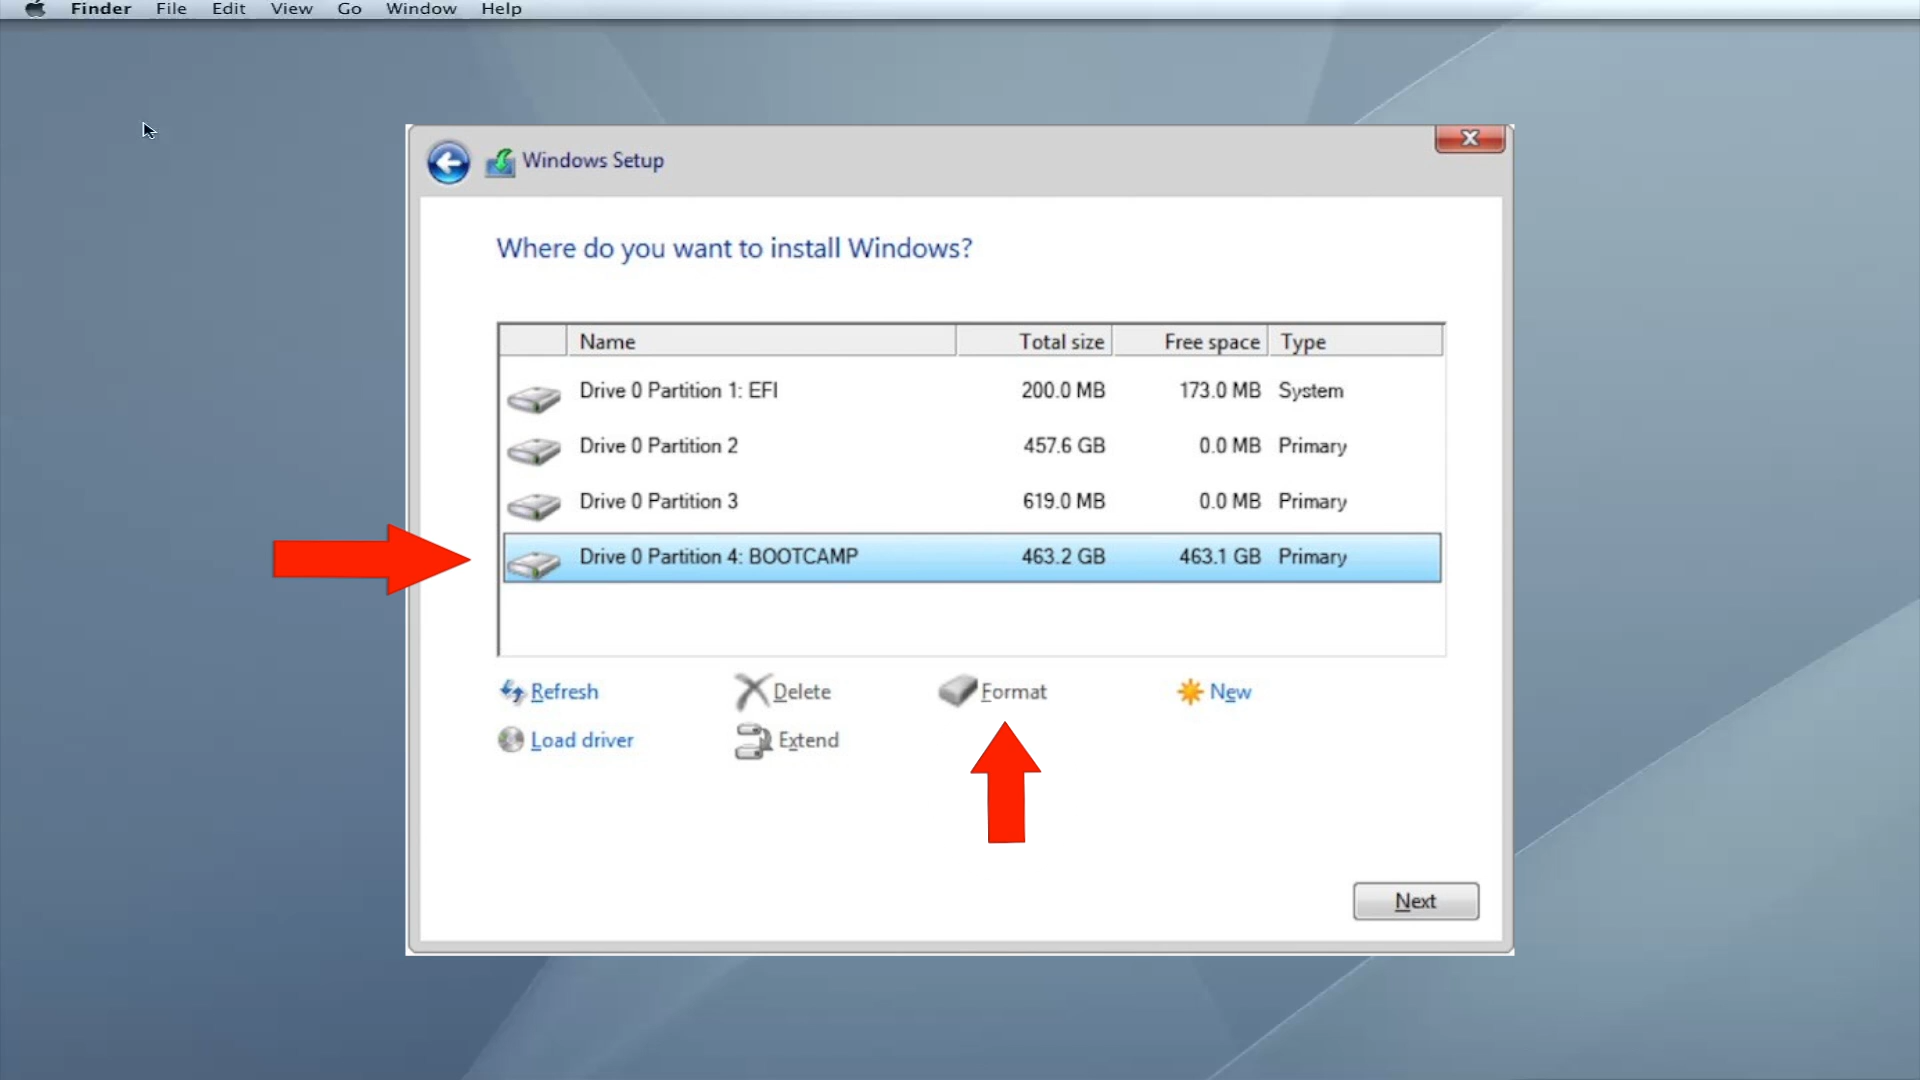 Finder File Edit View Go Window Help
Windows Setup
Where do you want to install Windows?
Name Total size Free space Type
Drive 0 Partition 1: EFI 200.0 MB 173.0 MB System
Drive 0 Partition 2 457.6 GB 0.0 MB Primary
Drive 0 Partition 3 619.0 MB 0.0 MB Primary
Drive 0 Partition 4: BOOTCAMP 463.2 GB 463.1 GB Primary
Refresh Delete Format New
Load driver Extend
Next